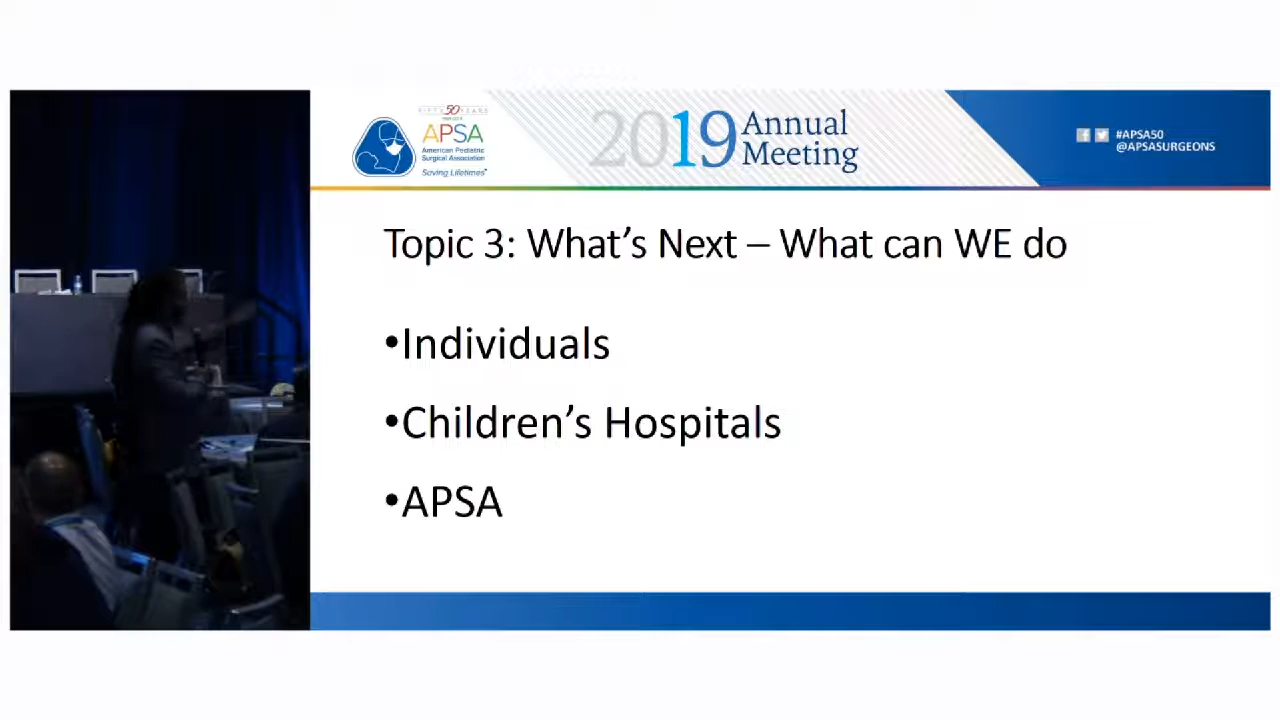 FIFTY 50 YEARS
APSA
American Pediatric
Surgical Association
Saving Lifetimes
2019 Annual
Meeting
#APSA50
@APSASURGEONS
Topic 3: What's Next – What can WE do
•Individuals
•Children's Hospitals
•APSA